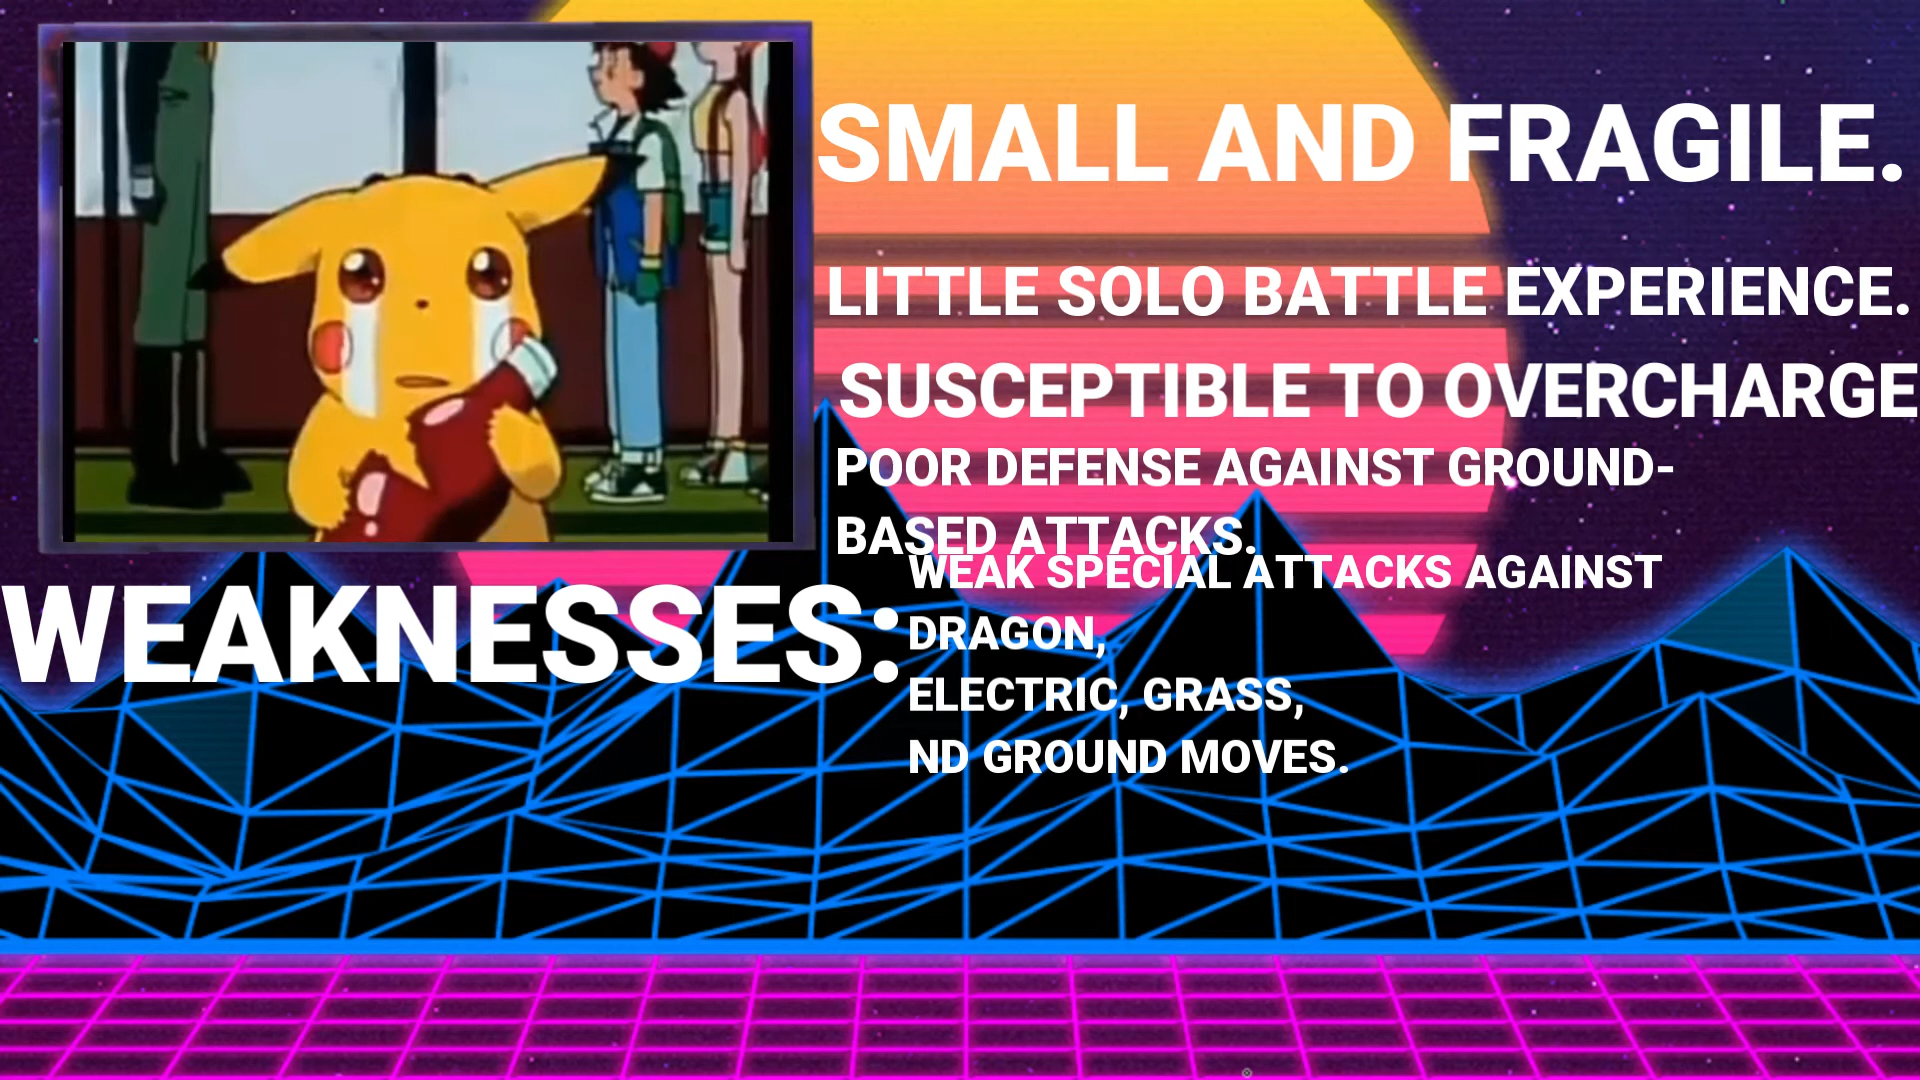 SMALL AND FRAGILE.
LITTLE SOLO BATTLE EXPERIENCE.
SUSCEPTIBLE TO OVERCHARGE
POOR DEFENSE AGAINST GROUND-
BASED ATTACKS.
WEAK SPECIAL ATTACKS AGAINST
DRAGON,
ELECTRIC, GRASS,
ND GROUND MOVES.
WEAKNESSES: